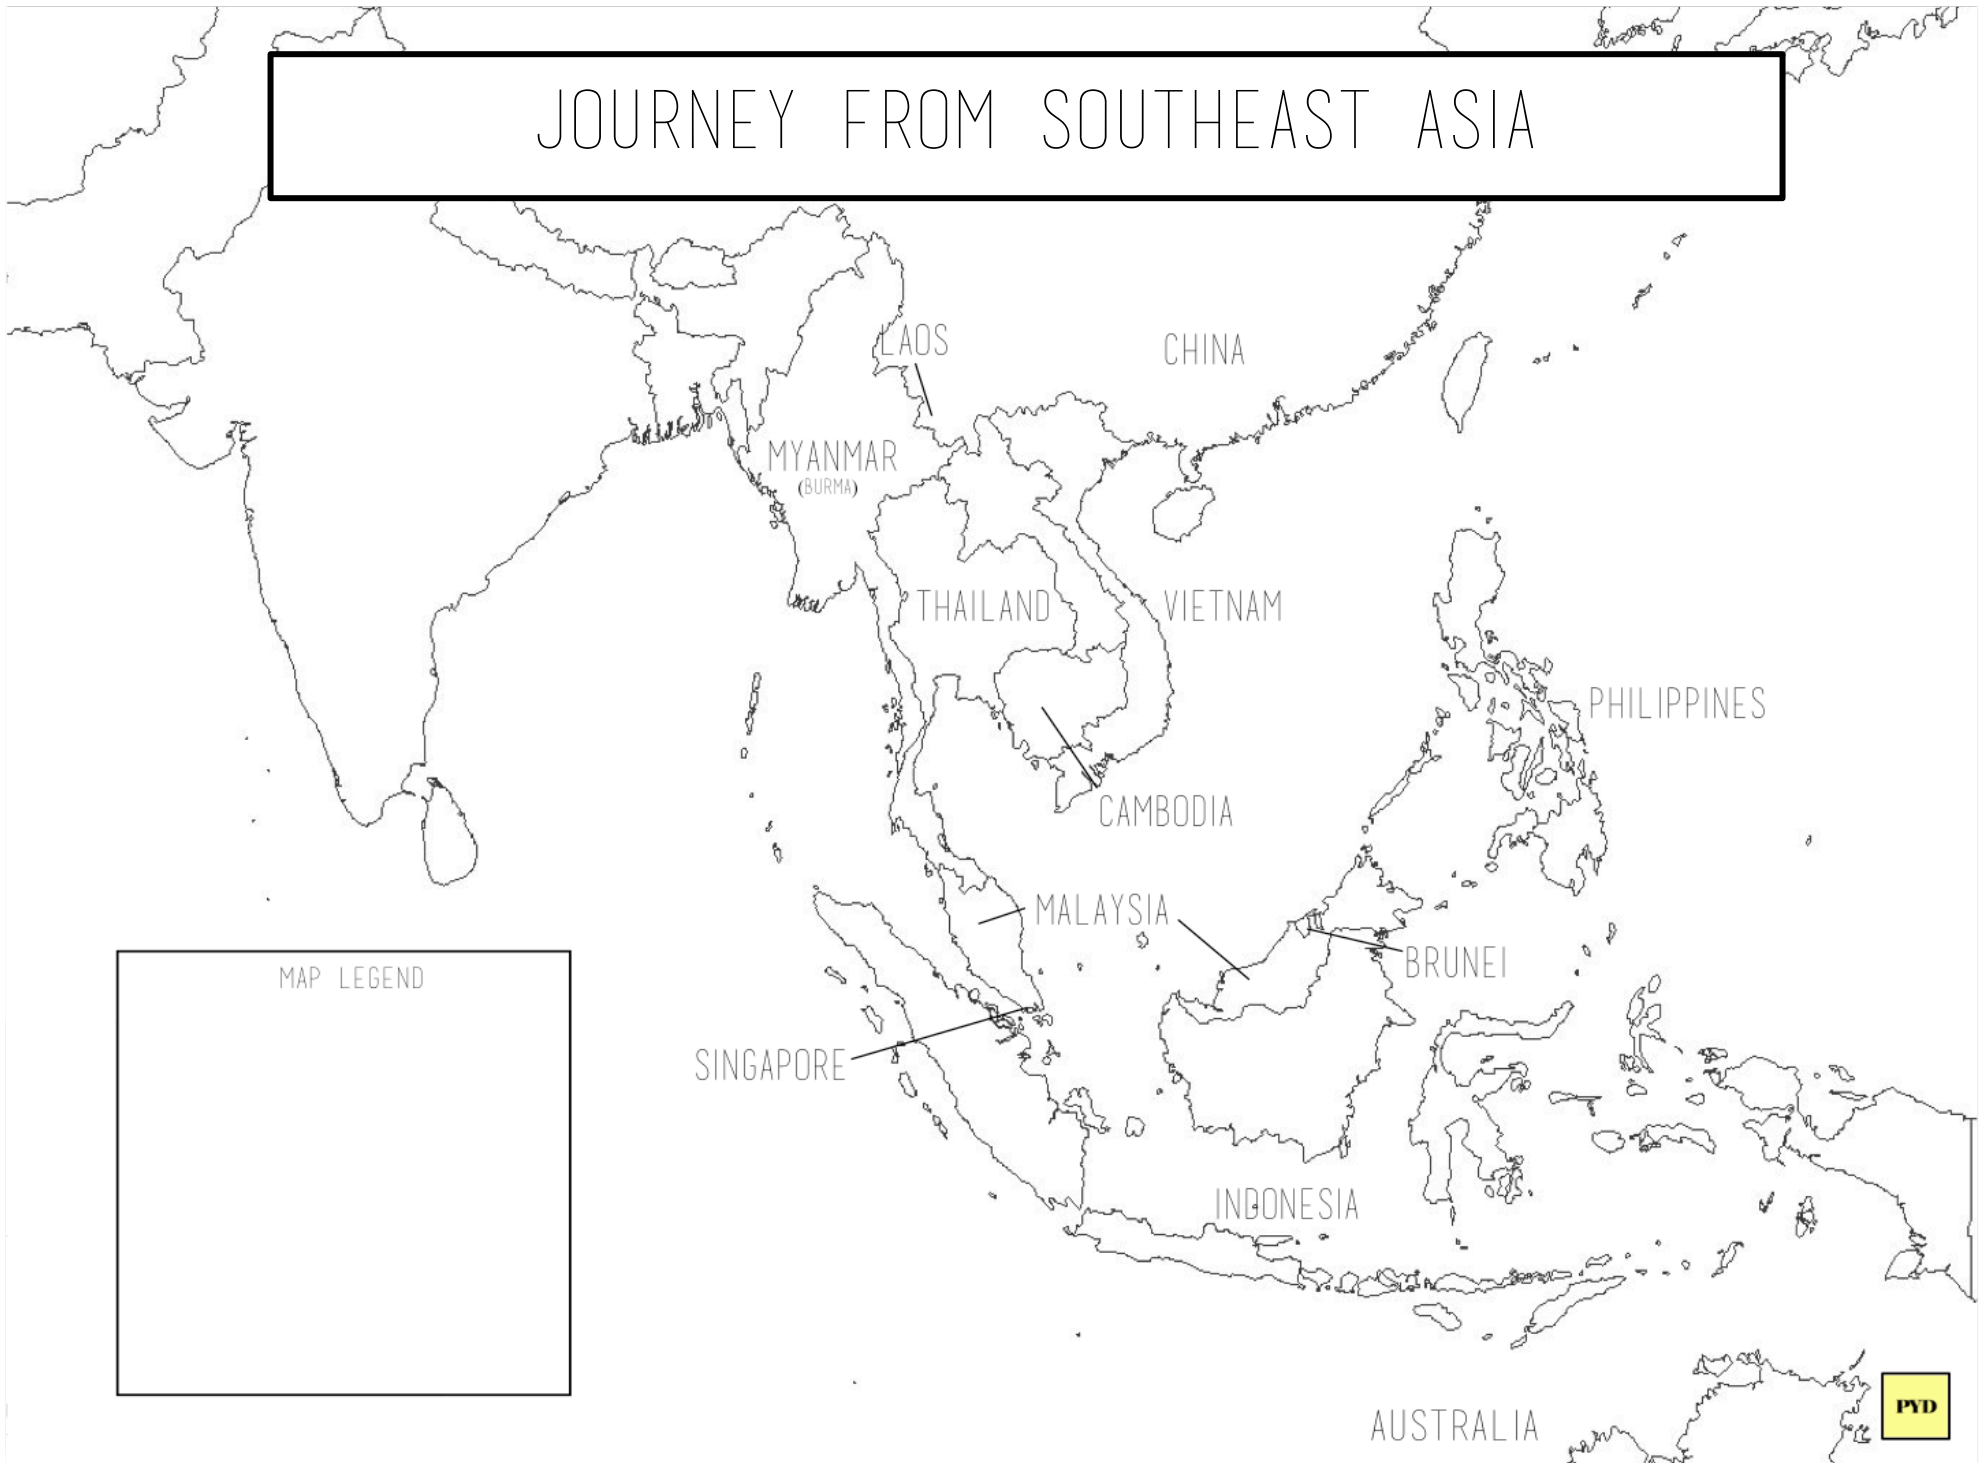 JOURNEY FROM SOUTHEAST ASIA
LAOS
CHINA
MYANMAR
(BURMA)
THAILAND
VIETNAM
PHILIPPINES
CAMBODIA
MALAYSIA
BRUNEI
MAP LEGEND
SINGAPORE
INDONESIA
AUSTRALIA
PYD